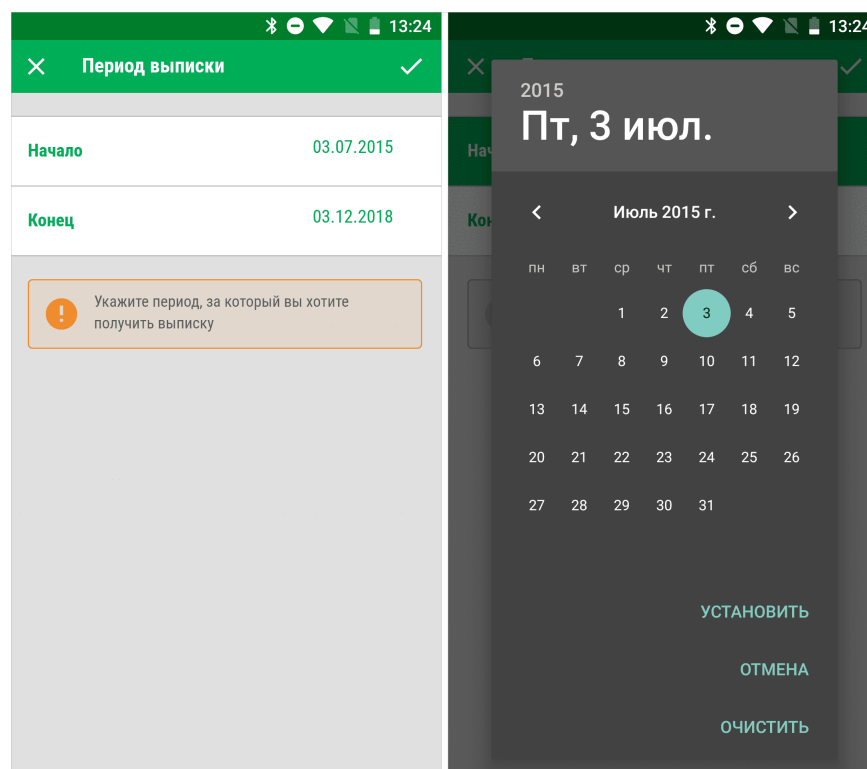 13:24
Период выписки
Начало 03.07.2015
Конец 03.12.2018
! Укажите период, за который вы хотите
получить выписку
13:24
2015
Пт, 3 июл.
Нач
Кон
Июль 2015 г.
пн вт ср чт пт сб вс
1 2 3 4 5
6 7 8 9 10 11 12
13 14 15 16 17 18 19
20 21 22 23 24 25 26
27 28 29 30 31
УСТАНОВИТЬ
ОТМЕНА
ОЧИСТИТЬ